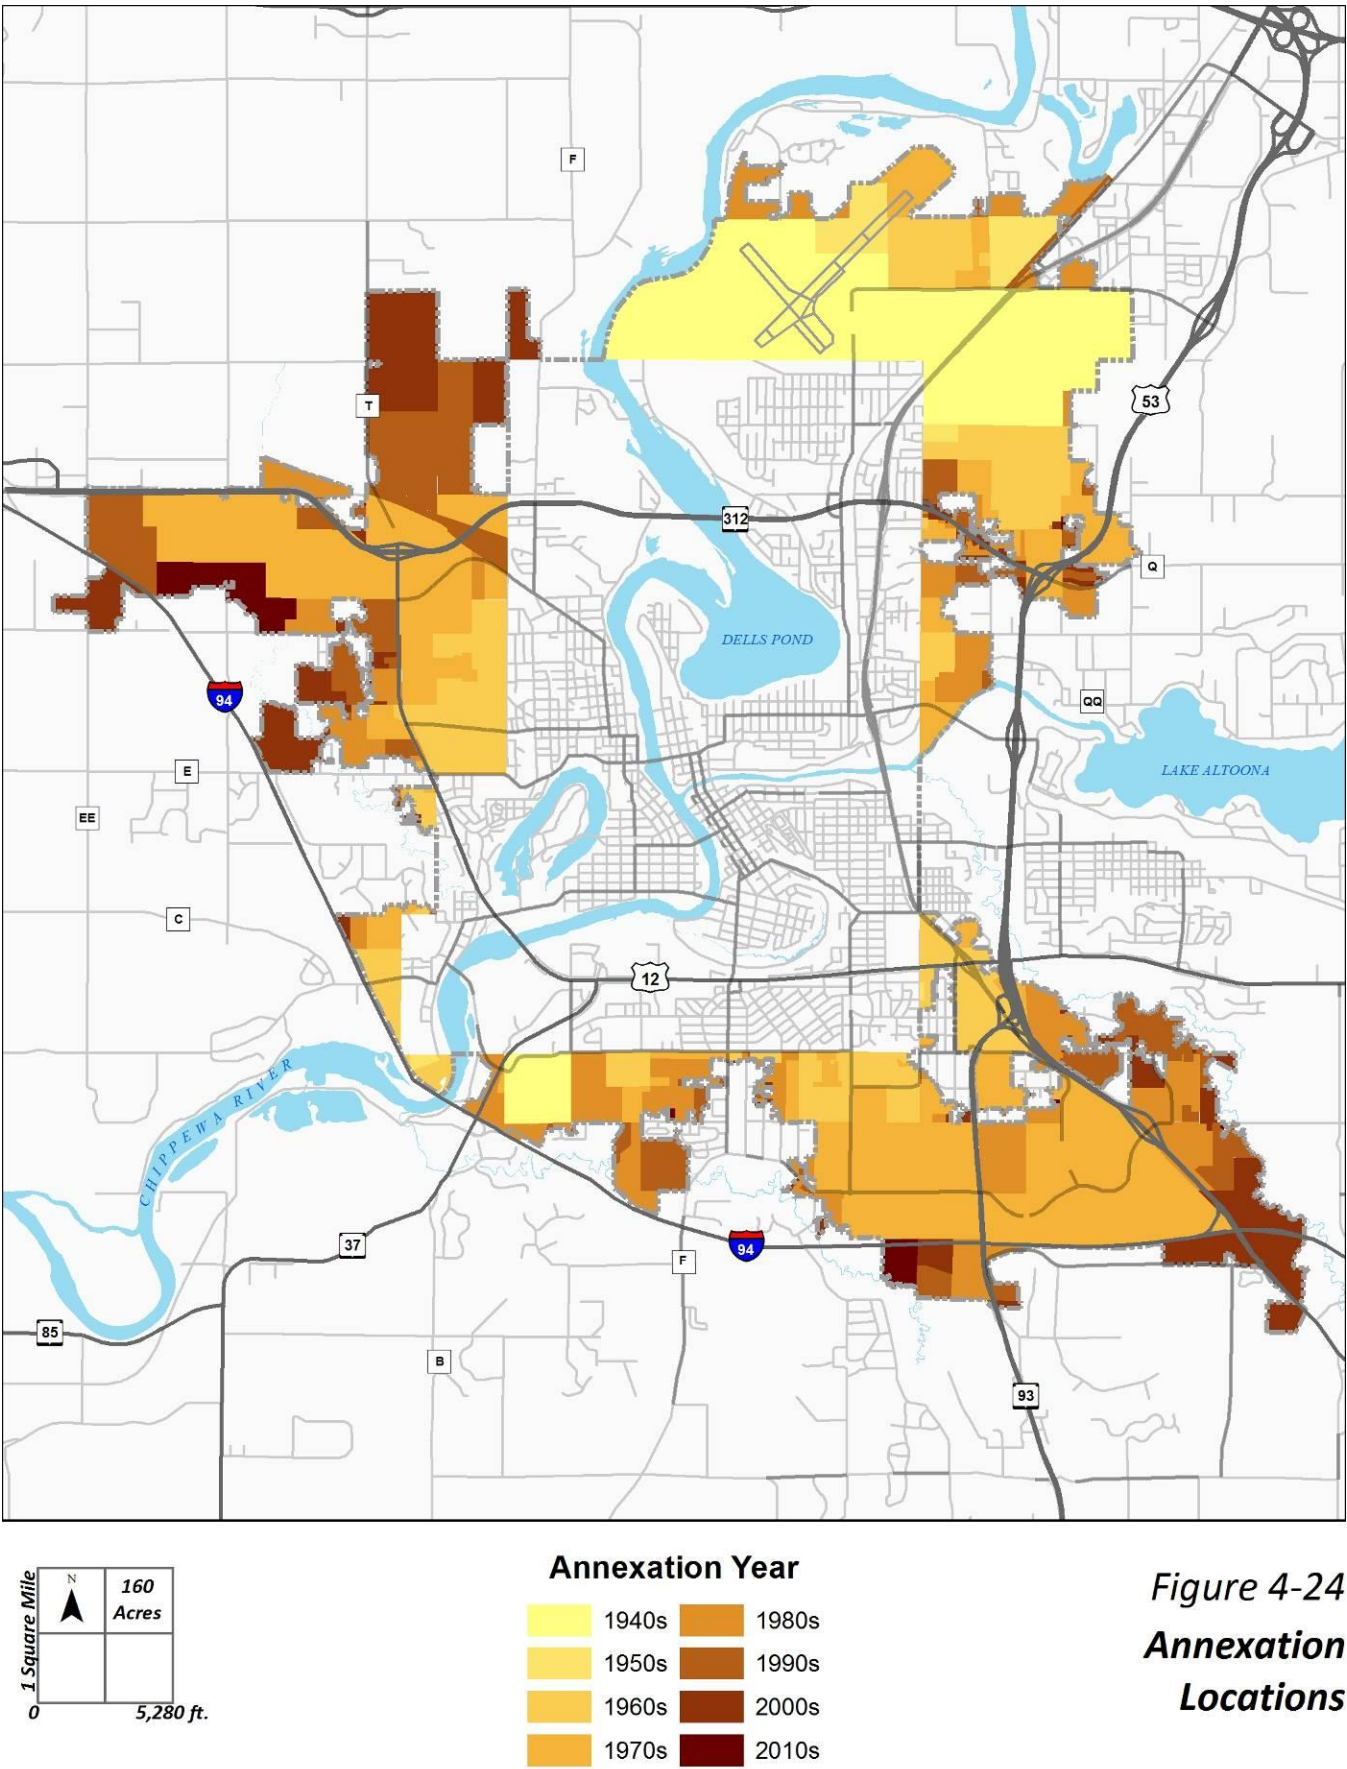 F
T
53
312
Q
DELLS POND
94
QQ
E
LAKE ALTOONA
EE
C
12
CHIPPEWA RIVER
37
94
F
85
B
93
Annexation Year
1940s
1950s
1960s
1970s
1980s
1990s
2000s
2010s
1 Square Mile
N
160
Acres
0
5,280 ft.
Figure 4-24
Annexation
Locations